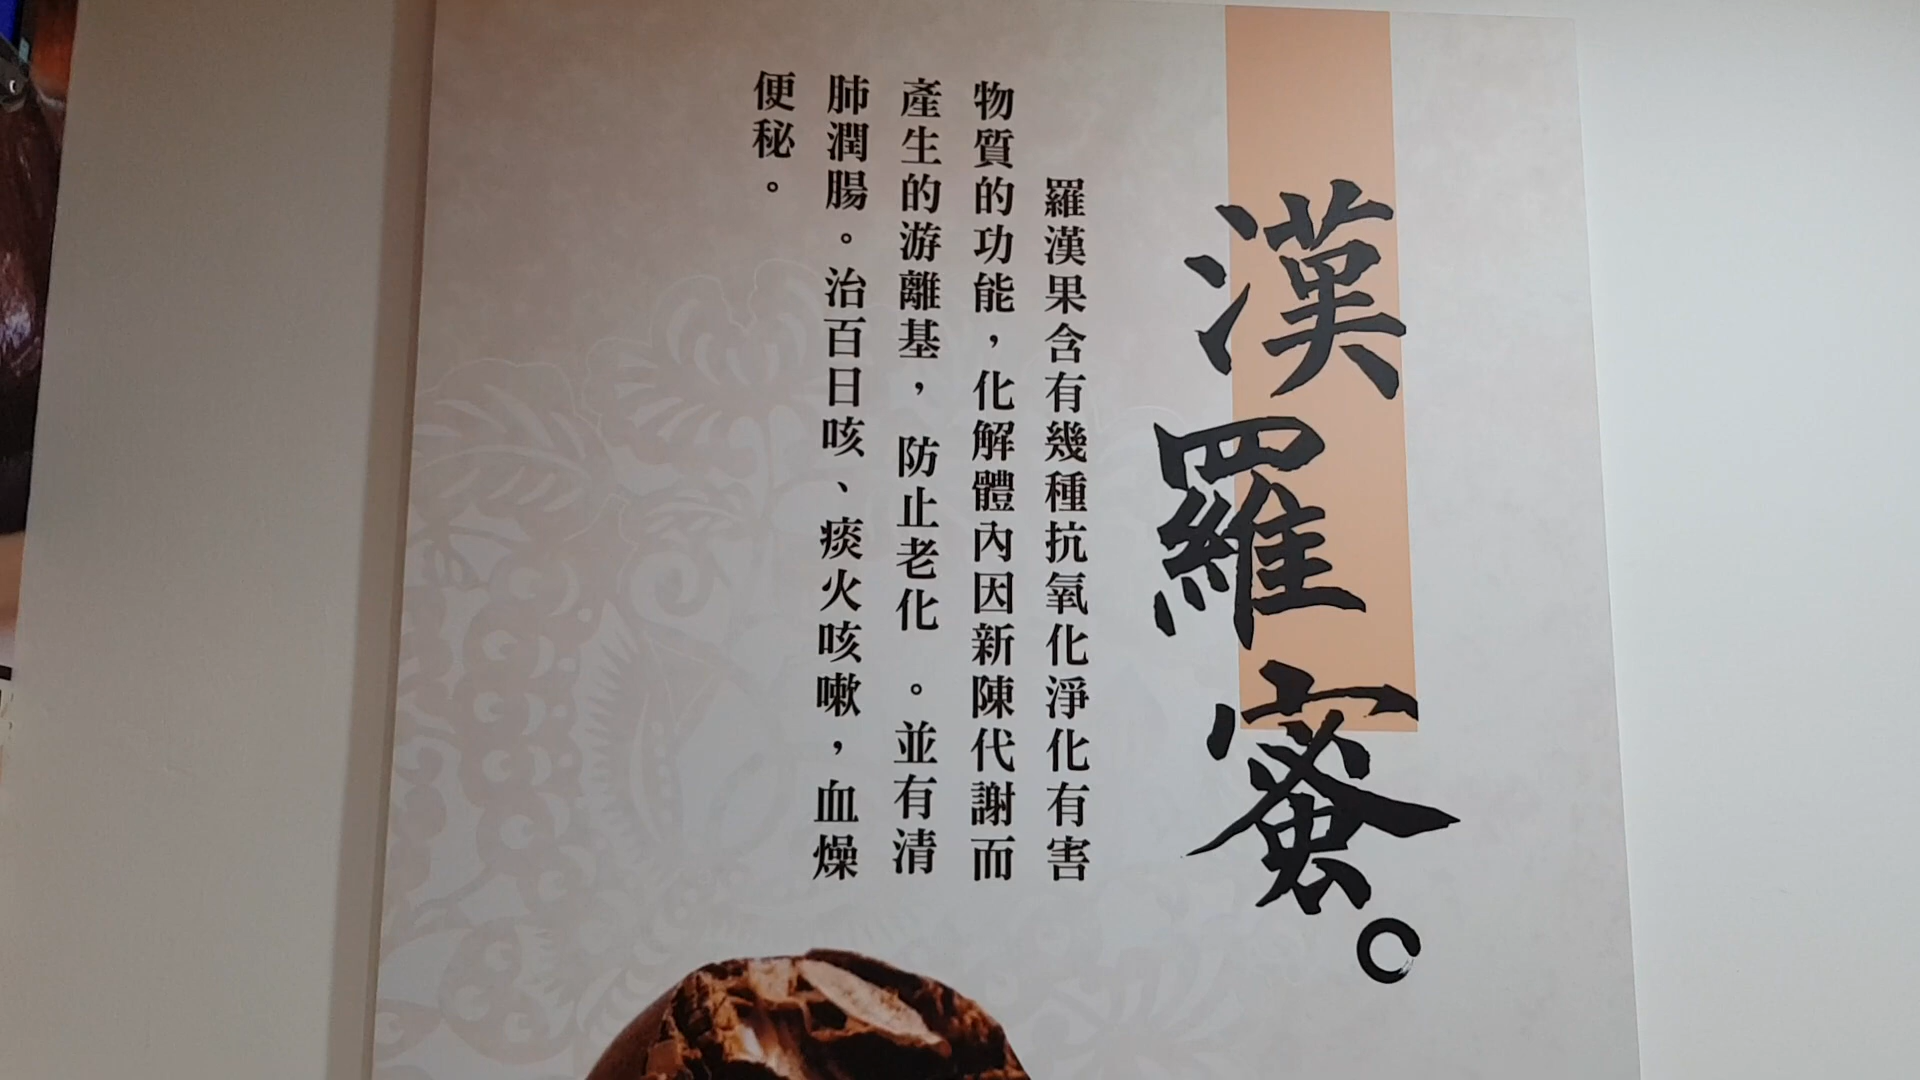 漢羅蜜。
羅漢果含有幾種抗氧化淨化有害
物質的功能，化解體內因新陳代謝而
產生的游離基，防止老化。並有清
肺潤腸。治百日咳、痰火咳嗽，血燥
便秘。